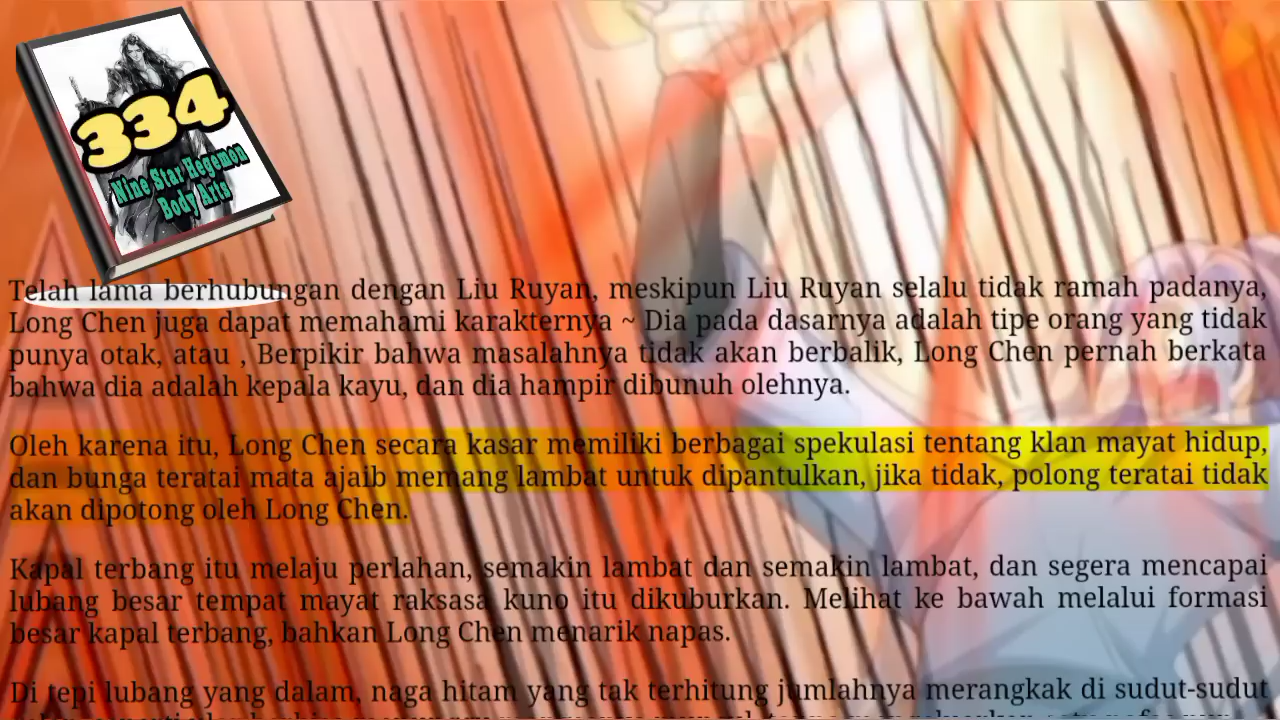 334
Nine Star Hegemon
Body Arts
Telah lama berhubungan dengan Liu Ruyan, meskipun Liu Ruyan selalu tidak ramah padanya,
Long Chen juga dapat memahami karakternya ~ Dia pada dasarnya adalah tipe orang yang tidak
punya otak, atau , Berpikir bahwa masalahnya tidak akan berbalik, Long Chen pernah berkata
bahwa dia adalah kepala kayu, dan dia hampir dibunuh olehnya.
Oleh karena itu, Long Chen secara kasar memiliki berbagai spekulasi tentang klan mayat hidup,
dan bunga teratai mata ajaib memang lambat untuk dipantulkan, jika tidak, polong teratai tidak
akan dipotong oleh Long Chen.
Kapal terbang itu melaju perlahan, semakin lambat dan semakin lambat, dan segera mencapai
lubang besar tempat mayat raksasa kuno itu dikuburkan. Melihat ke bawah melalui formasi
besar kapal terbang, bahkan Long Chen menarik napas.
Di tepi lubang yang dalam, naga hitam yang tak terhitung jumlahnya merangkak di sudut-sudut